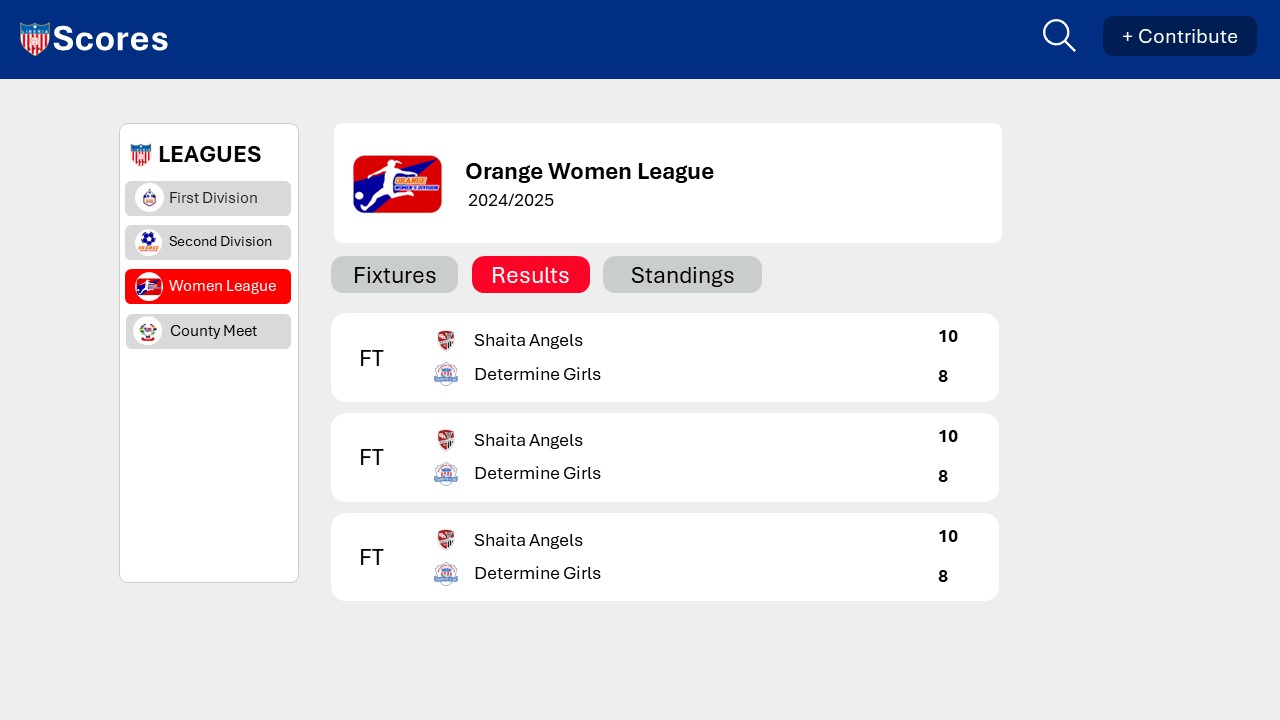 LIBERIA
Scores
+ Contribute
LEAGUES
First Division
Second Division
Women League
County Meet
ORANGE
Orange Women League
2024/2025
Fixtures
Results
Standings
FT
Shaita Angels
10
Determine Girls
8
FT
Shaita Angels
10
Determine Girls
8
FT
Shaita Angels
10
Determine Girls
8